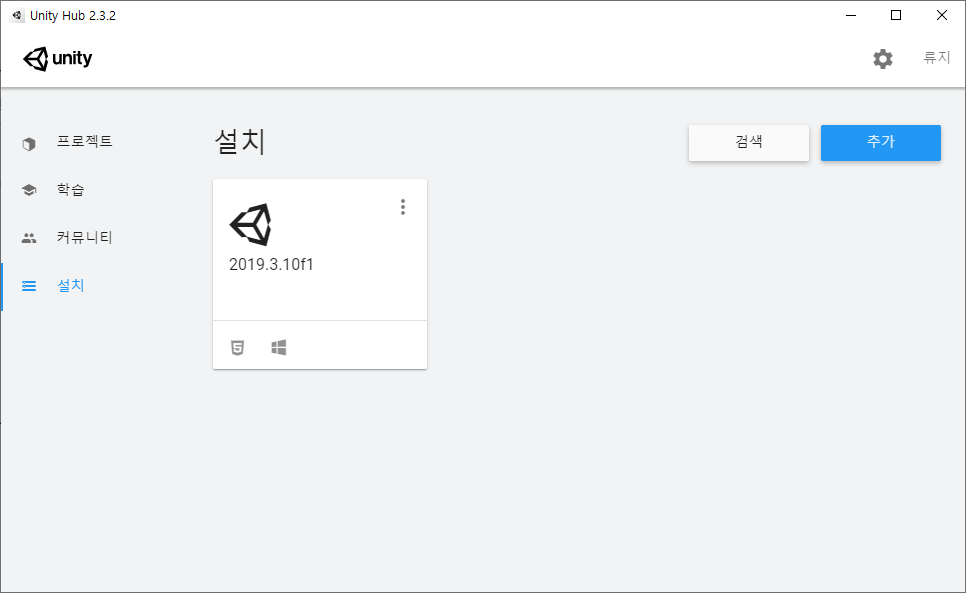 Unity Hub 2.3.2
unity
류지
프로젝트
학습
커뮤니티
설치
설치
검색
추가
2019.3.10f1